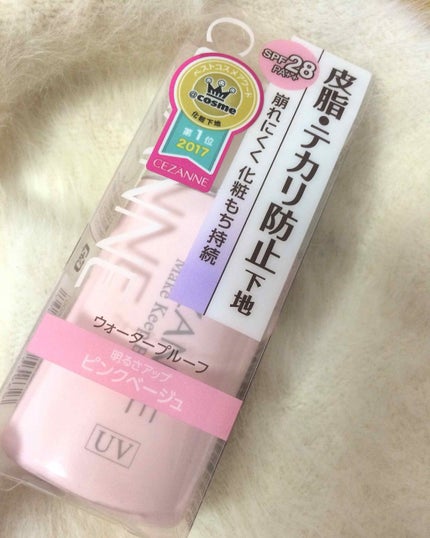 SPF28
PA++
皮脂・テカリ防止下地
崩れにくく 化粧もち持続
ベストコスメアワード
@cosme
化粧下地
第1位
2017
CEZANNE
Make Keep
ウォータープルーフ
明るさアップ
ピンクベージュ
UV